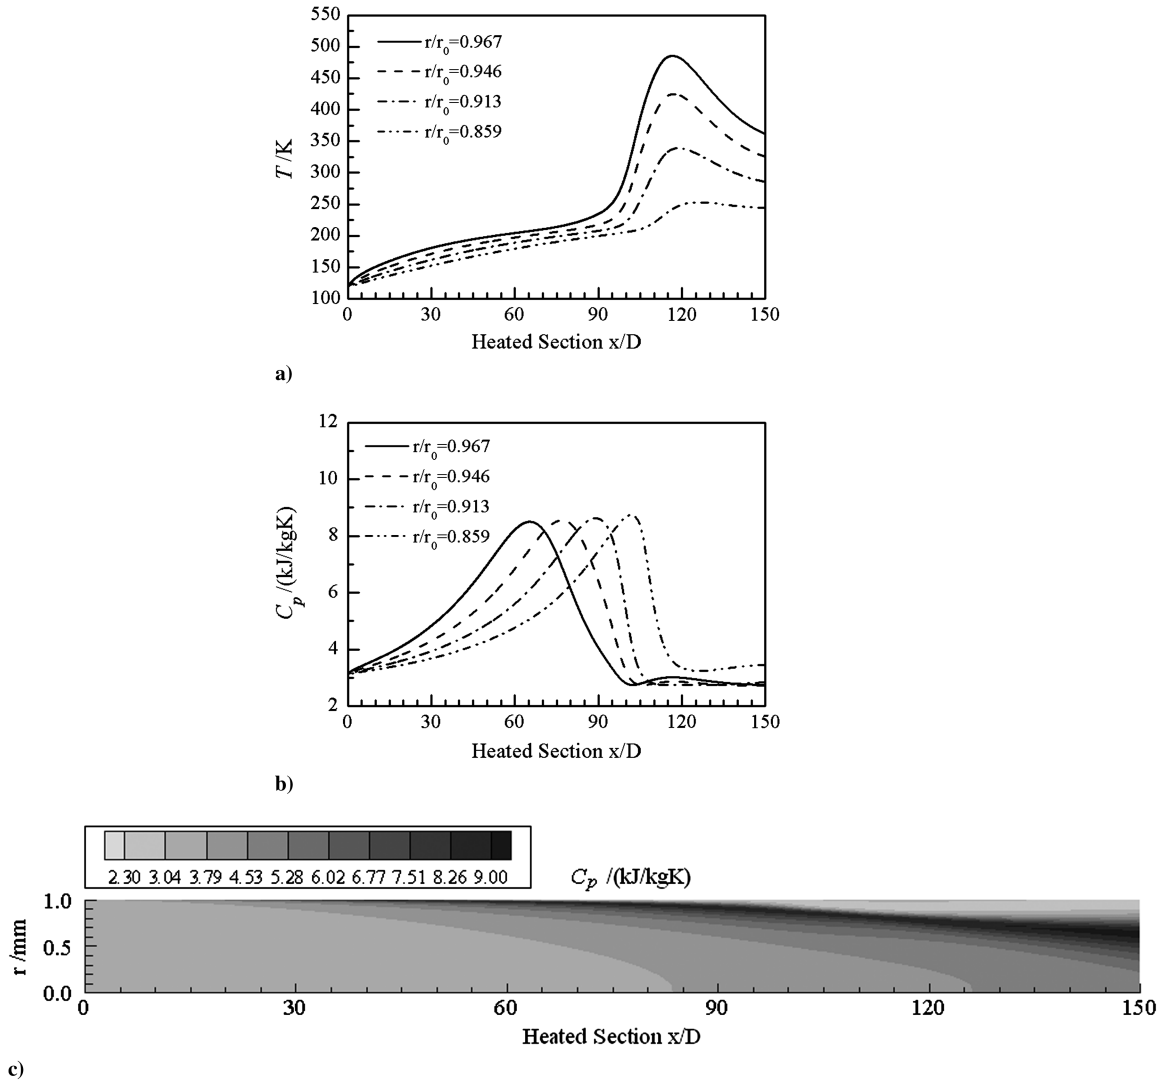 550
500
450
400
350
300
250
200
150
100
T /K
r/r0=0.967
r/r0=0.946
r/r0=0.913
r/r0=0.859
0 30 60 90 120 150
Heated Section x/D
a)
12
10
8
6
4
2
Cp /(kJ/kgK)
r/r0=0.967
r/r0=0.946
r/r0=0.913
r/r0=0.859
0 30 60 90 120 150
Heated Section x/D
b)
2.30 3.04 3.79 4.53 5.28 6.02 6.77 7.51 8.26 9.00
Cp /(kJ/kgK)
1.0
0.5
0.0
r /mm
0 30 60 90 120 150
Heated Section x/D
c)